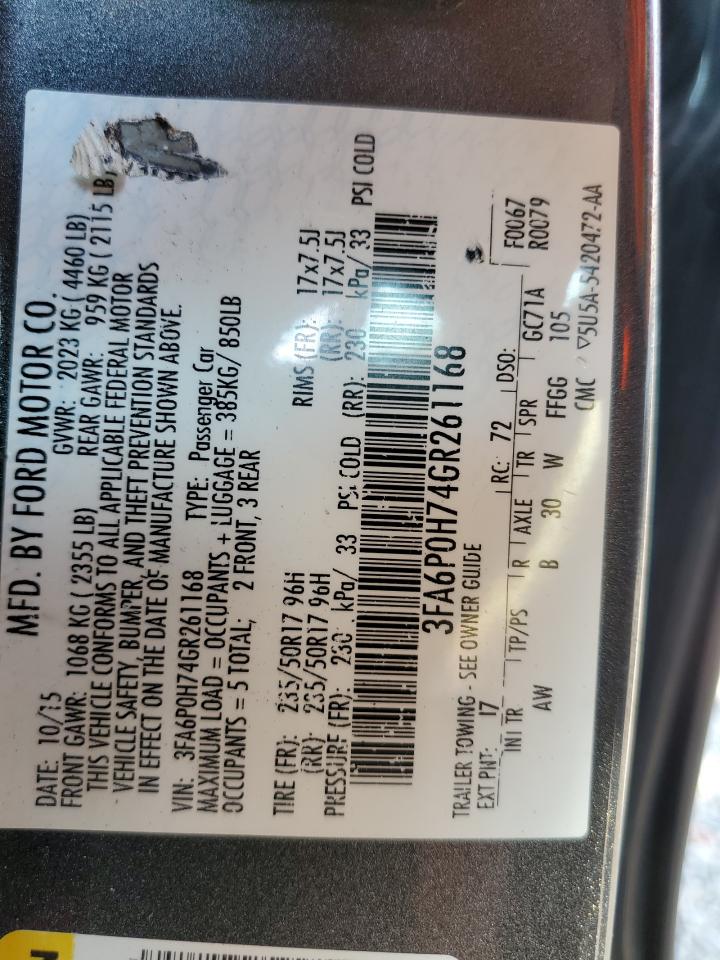 MFD. BY FORD MOTOR CO.
DATE: 10/15 GVWR: 2023 KG ( 4460 LB)
FRONT GAWR: 1068 KG ( 2355 LB) REAR GAWR: 959 KG ( 2115 LB)
THIS VEHICLE CONFORMS TO ALL APPLICABLE FEDERAL MOTOR
VEHICLE SAFETY, BUMPER, AND THEFT PREVENTION STANDARDS
IN EFFECT ON THE DATE OF MANUFACTURE SHOWN ABOVE.
VIN: 3FA6P0H74GR261168 TYPE: Passenger Car
MAXIMUM LOAD = OCCUPANTS + LUGGAGE = 385KG/ 850LB
OCCUPANTS = 5 TOTAL, 2 FRONT, 3 REAR
TIRE (FR): 235/50R17 96H RIMS (FR): 17x7.5J
(RR): 235/50R17 96H (RR): 17x7.5J
PRESSURE (FR): 230 kPa/ 33 PSI COLD (RR): 230 kPa/ 33 PSI COLD
3FA6P0H74GR261168
TRAILER TOWING - SEE OWNER GUIDE
EXT PNT: 17 RC: 72 DSO: F0067
R0079
INT TR TP/PS R AXLE TR SPR GC71A
AW B 30 W FFGG 105
CMC ▽5U5A-5420472-AA
N